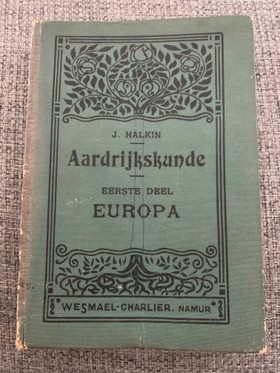 J. HALKIN
Aardrijkskunde
EERSTE DEEL
EUROPA
WESMAEL-CHARLIER. NAMUR